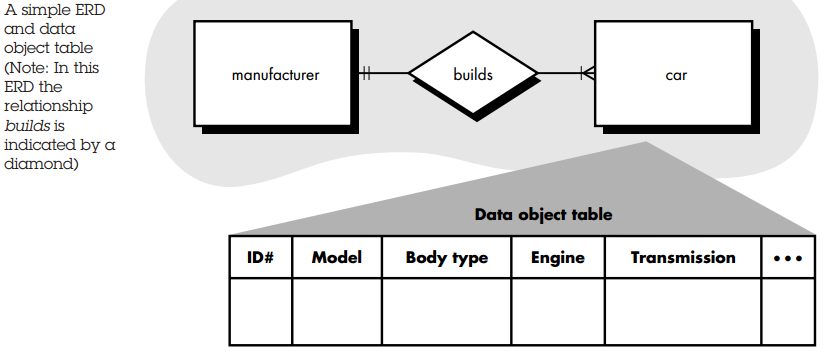 A simple ERD
and data
object table
(Note: In this
ERD the
relationship
builds is
indicated by a
diamond)
manufacturer
builds
car
Data object table
ID# Model Body type Engine Transmission •••